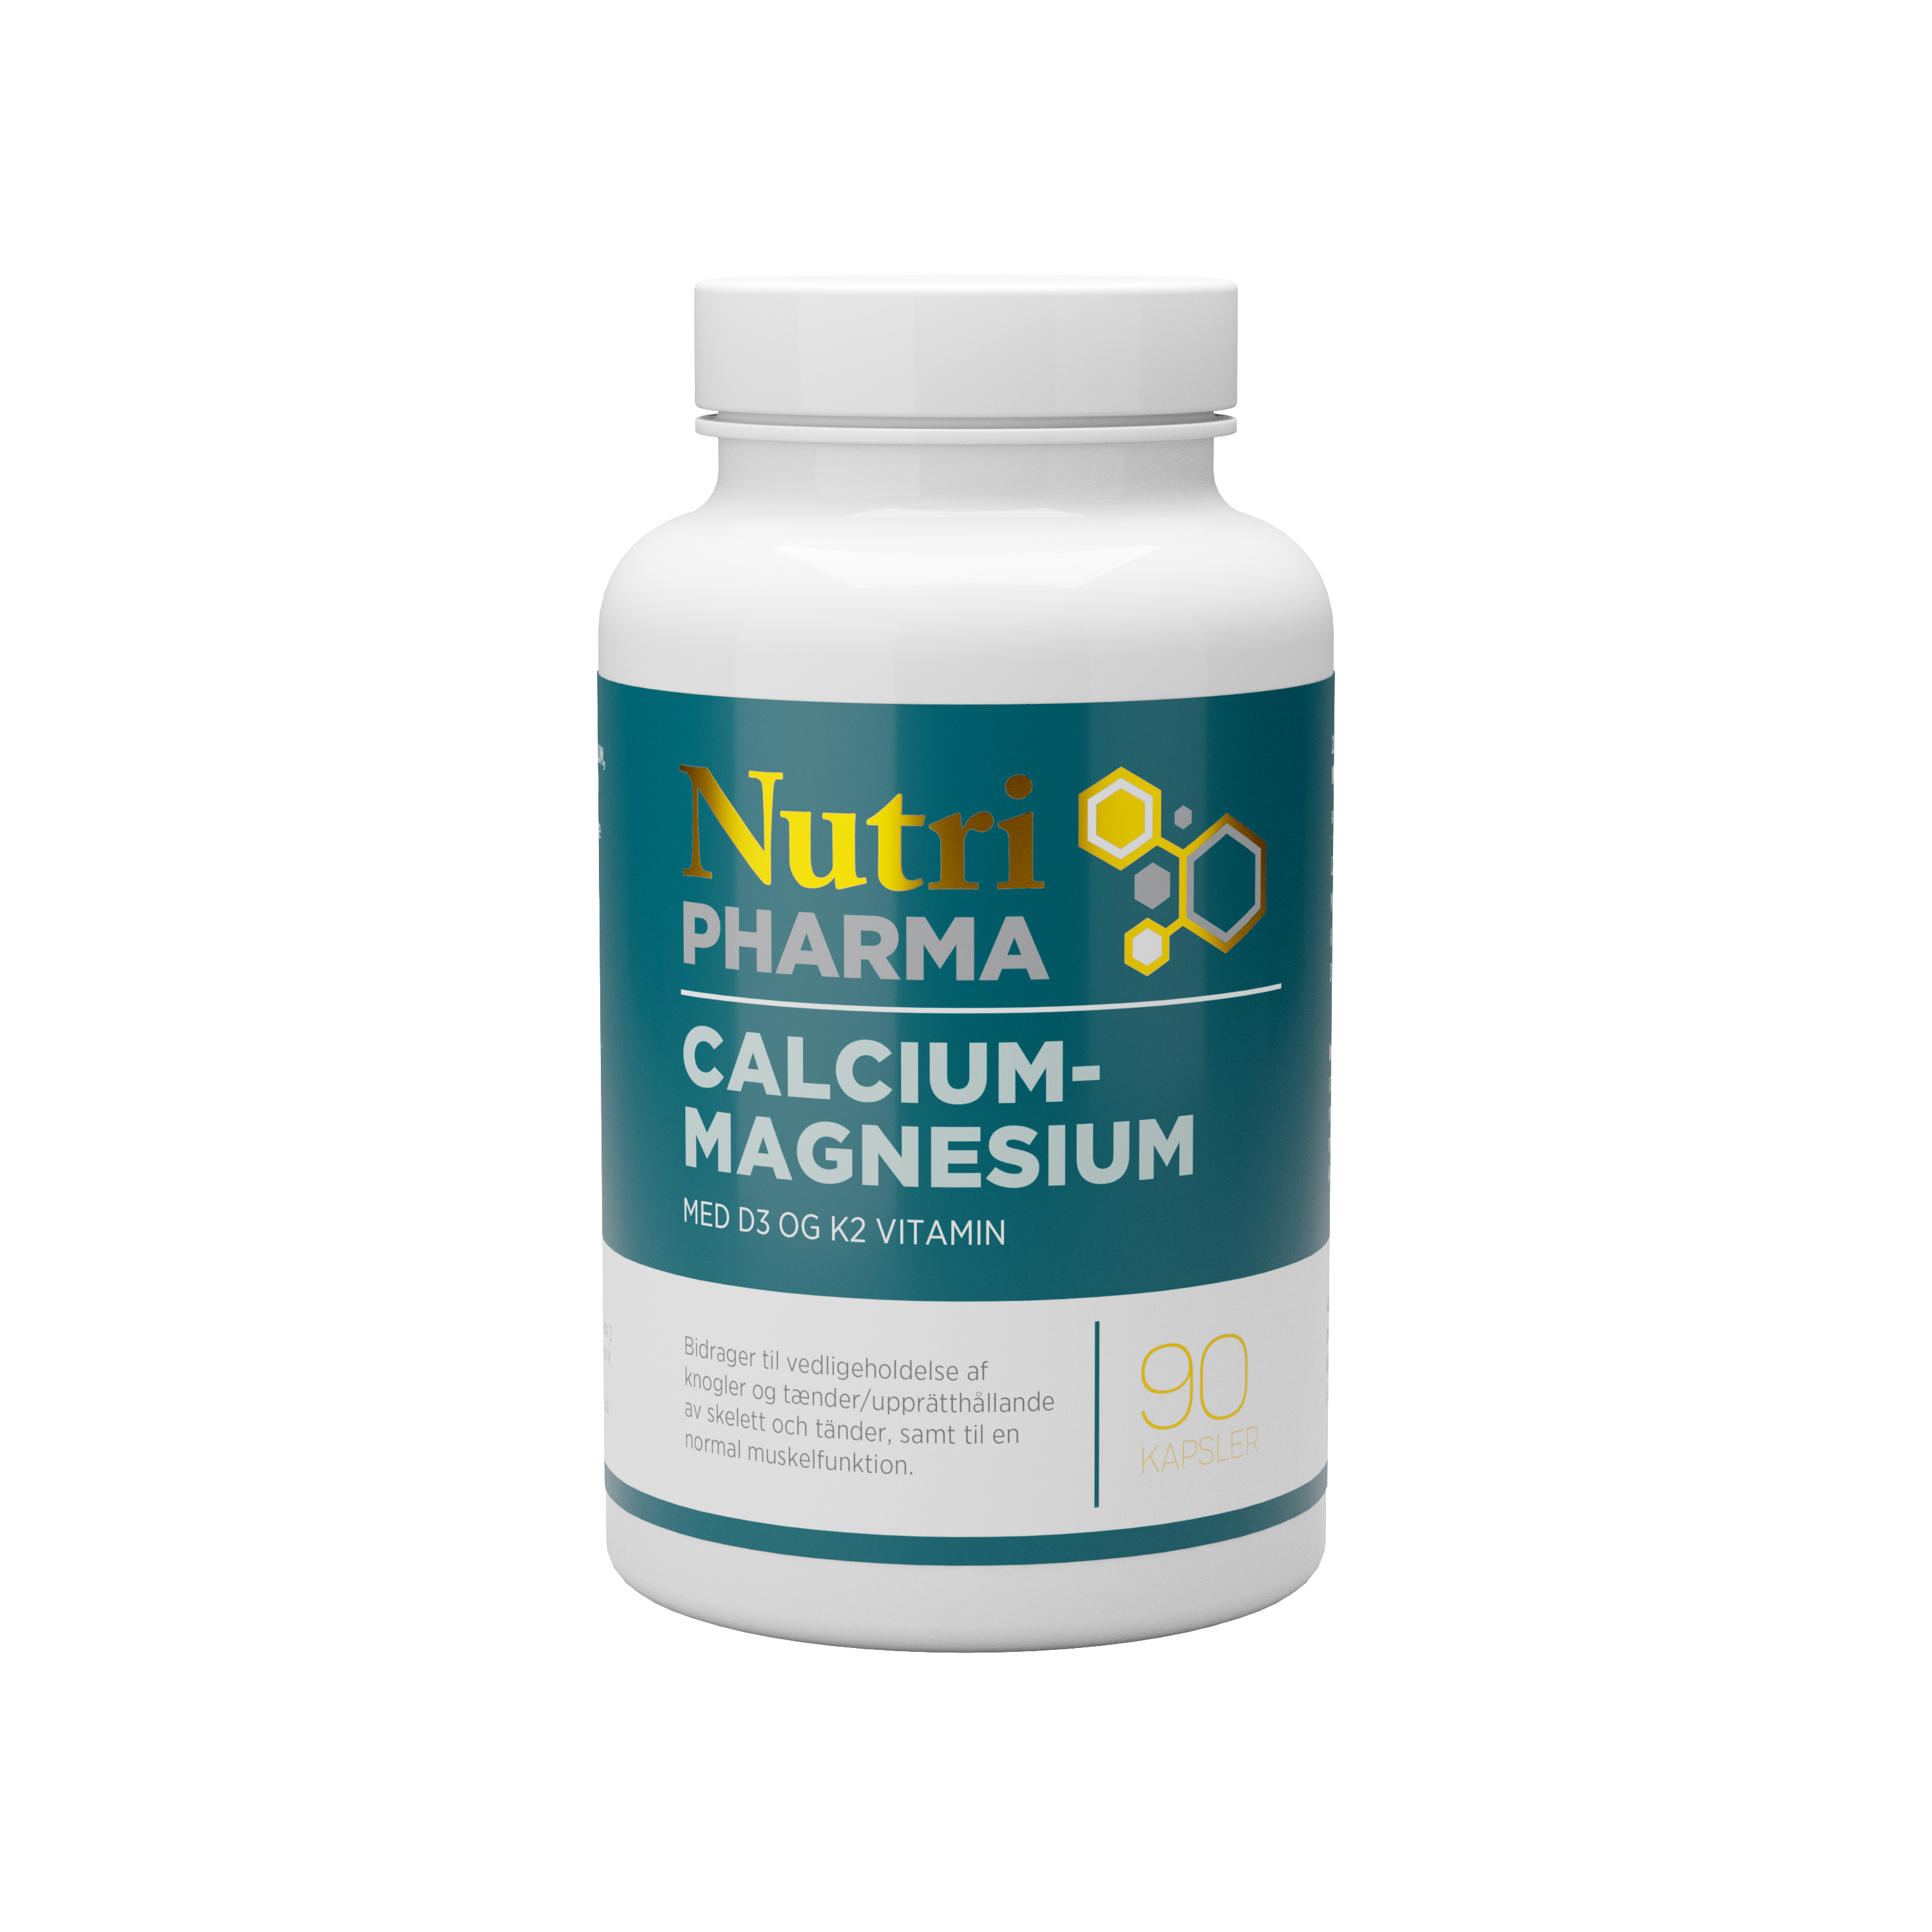 Nutri
PHARMA
CALCIUM-
MAGNESIUM
MED D3 OG K2 VITAMIN
Bidrager til vedligeholdelse af
knogler og tænder/upprätthållande
av skelett och tänder, samt til en
normal muskelfunktion.
90
KAPSLER